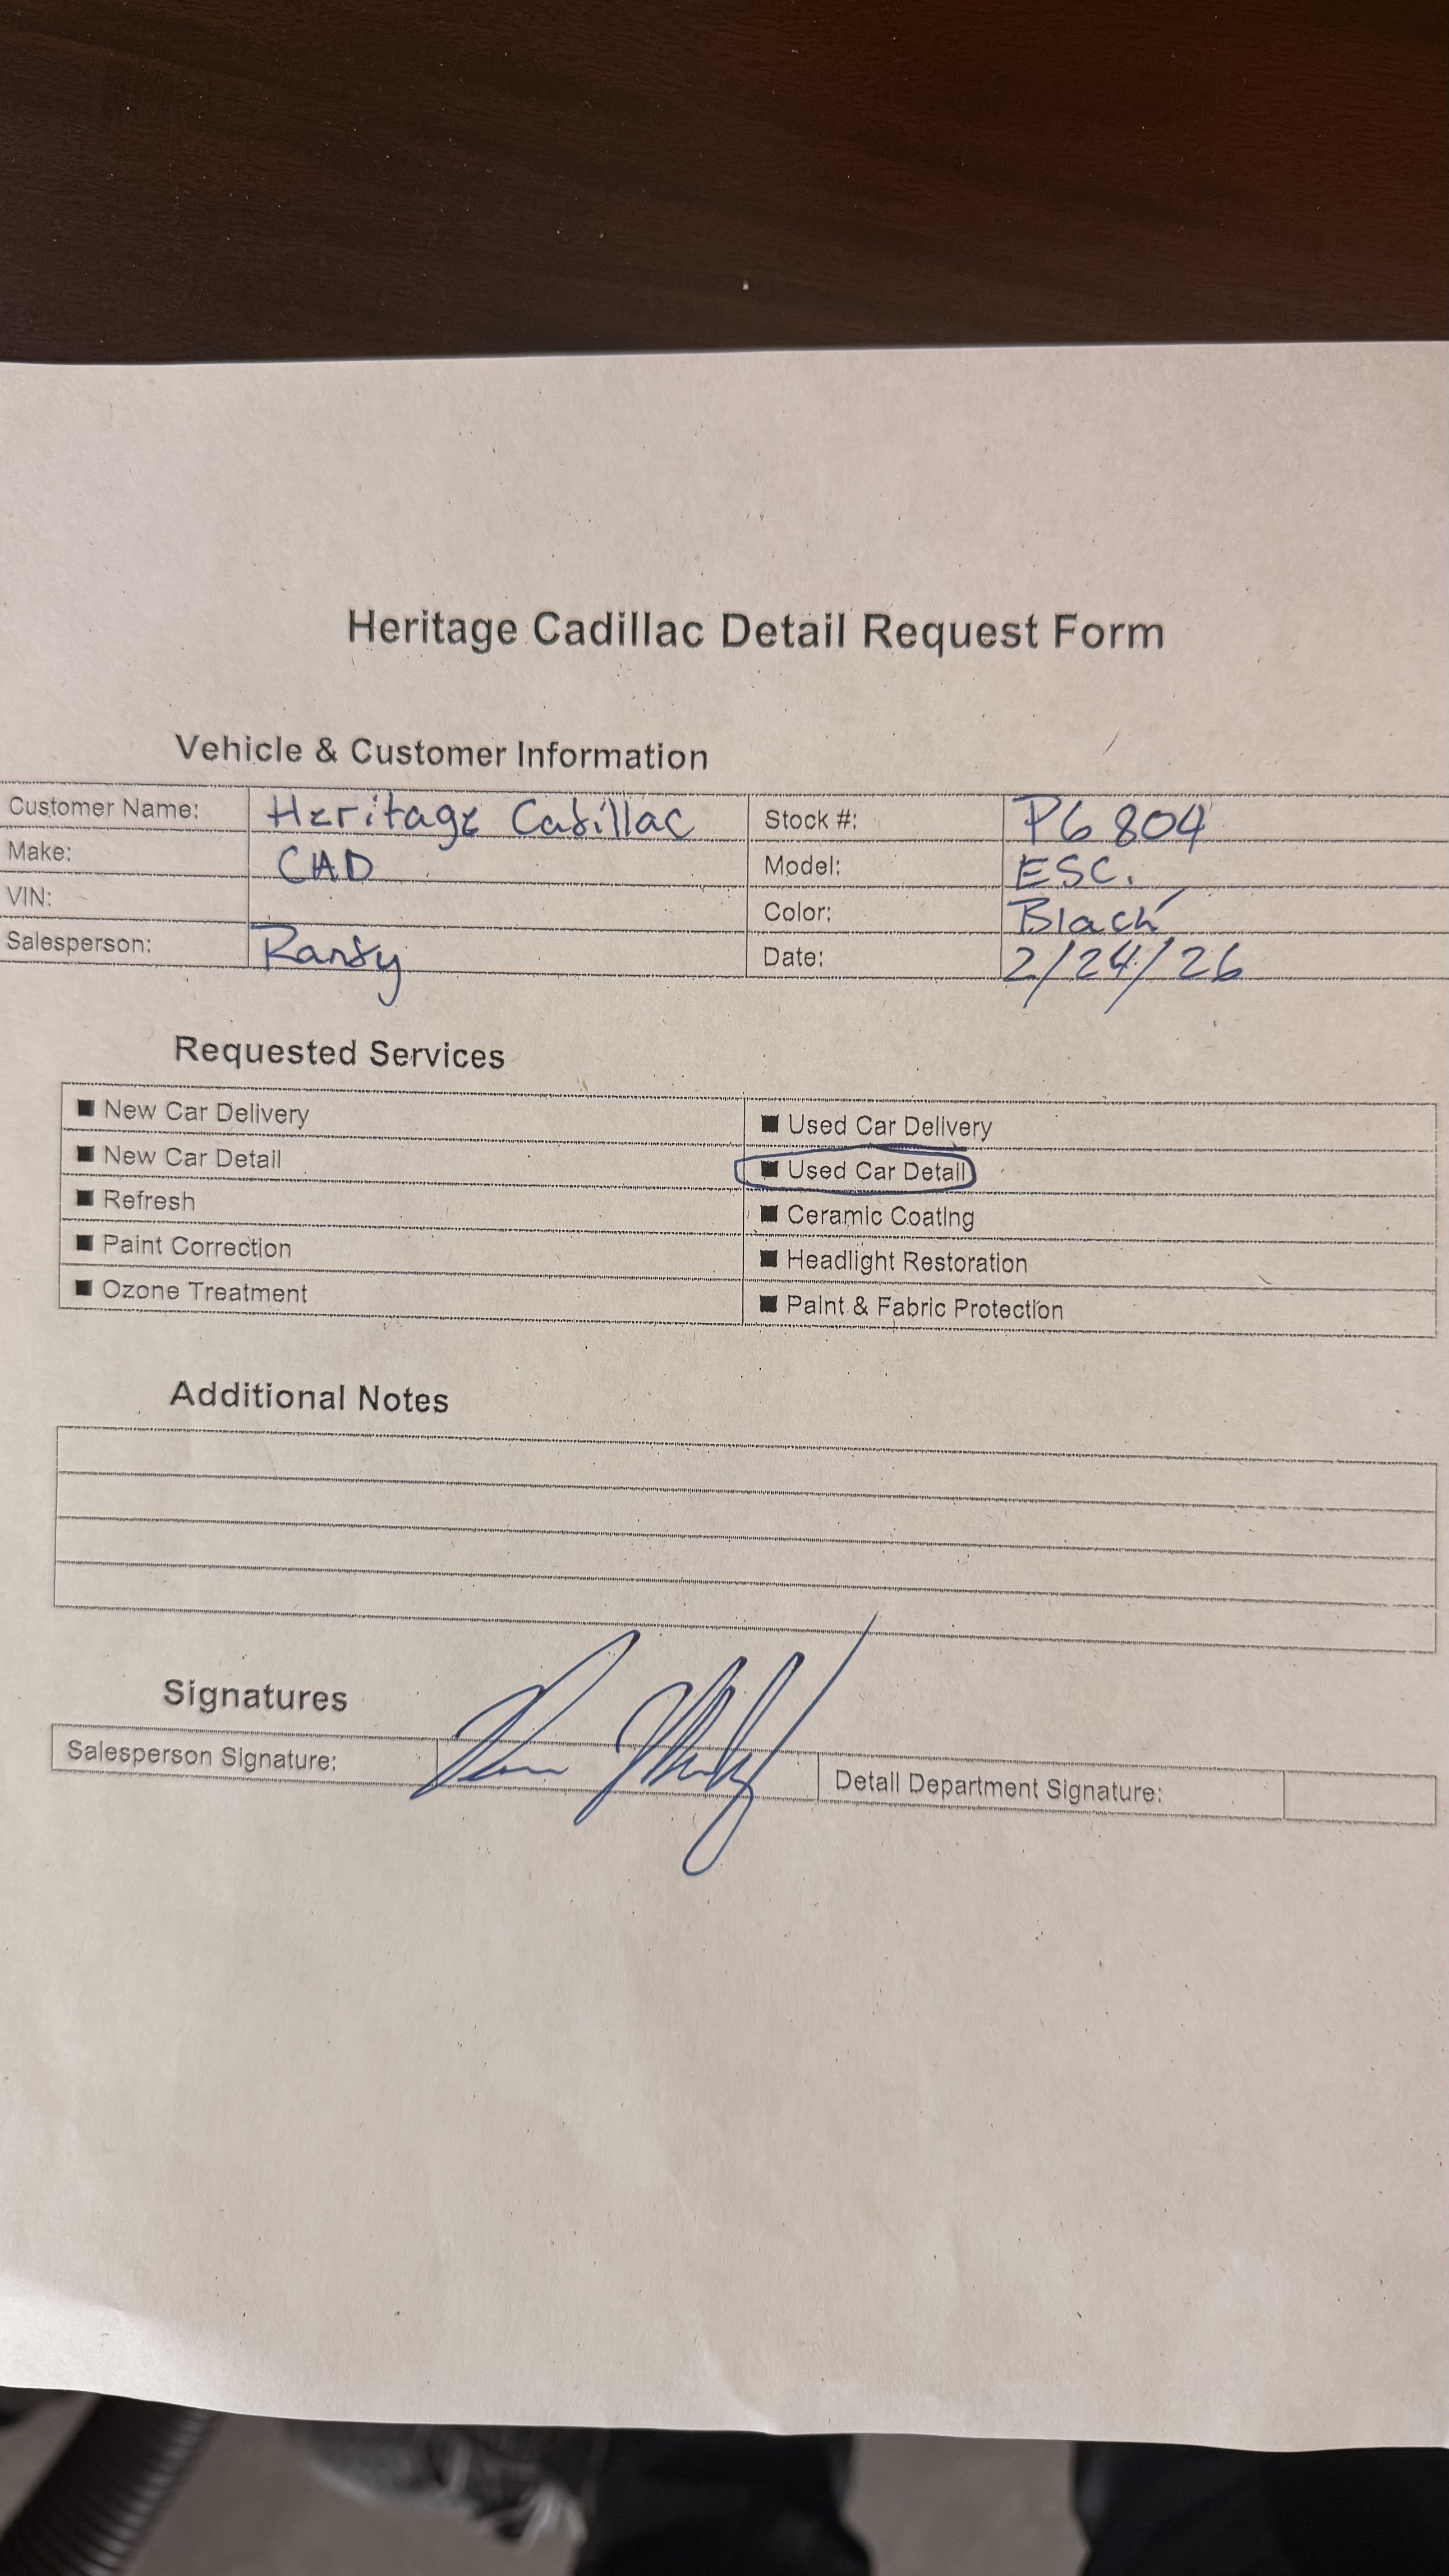 Heritage Cadillac Detail Request Form
Vehicle & Customer Information
Customer Name: Heritage Cadillac Stock #: P6804
Make: CAD Model: ESC.
VIN: Color: Black
Salesperson: Randy Date: 2/24/26
Requested Services
■ New Car Delivery ■ Used Car Delivery
■ New Car Detail ■ Used Car Detail
■ Refresh ■ Ceramic Coating
■ Paint Correction ■ Headlight Restoration
■ Ozone Treatment ■ Paint & Fabric Protection
Additional Notes
Signatures
Salesperson Signature: Detail Department Signature: